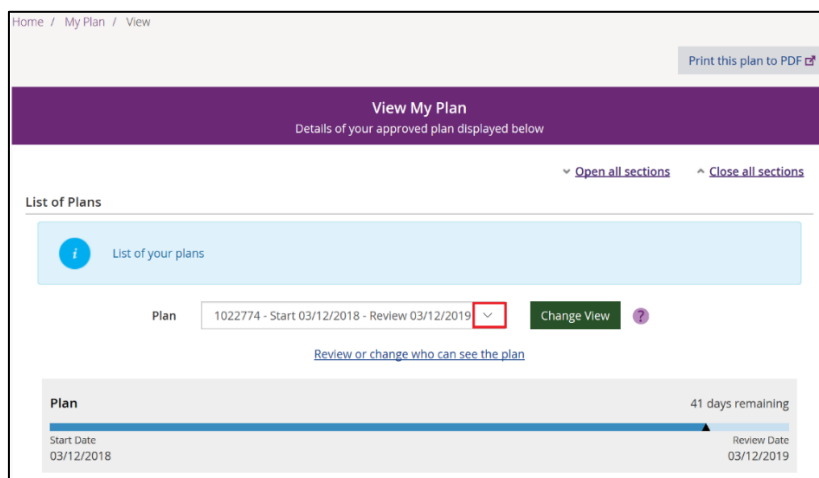 Home / My Plan / View
Print this plan to PDF
View My Plan
Details of your approved plan displayed below
Open all sections Close all sections
List of Plans
i List of your plans
Plan 1022774 - Start 03/12/2018 - Review 03/12/2019 Change View ?
Review or change who can see the plan
Plan 41 days remaining
Start Date Review Date
03/12/2018 03/12/2019